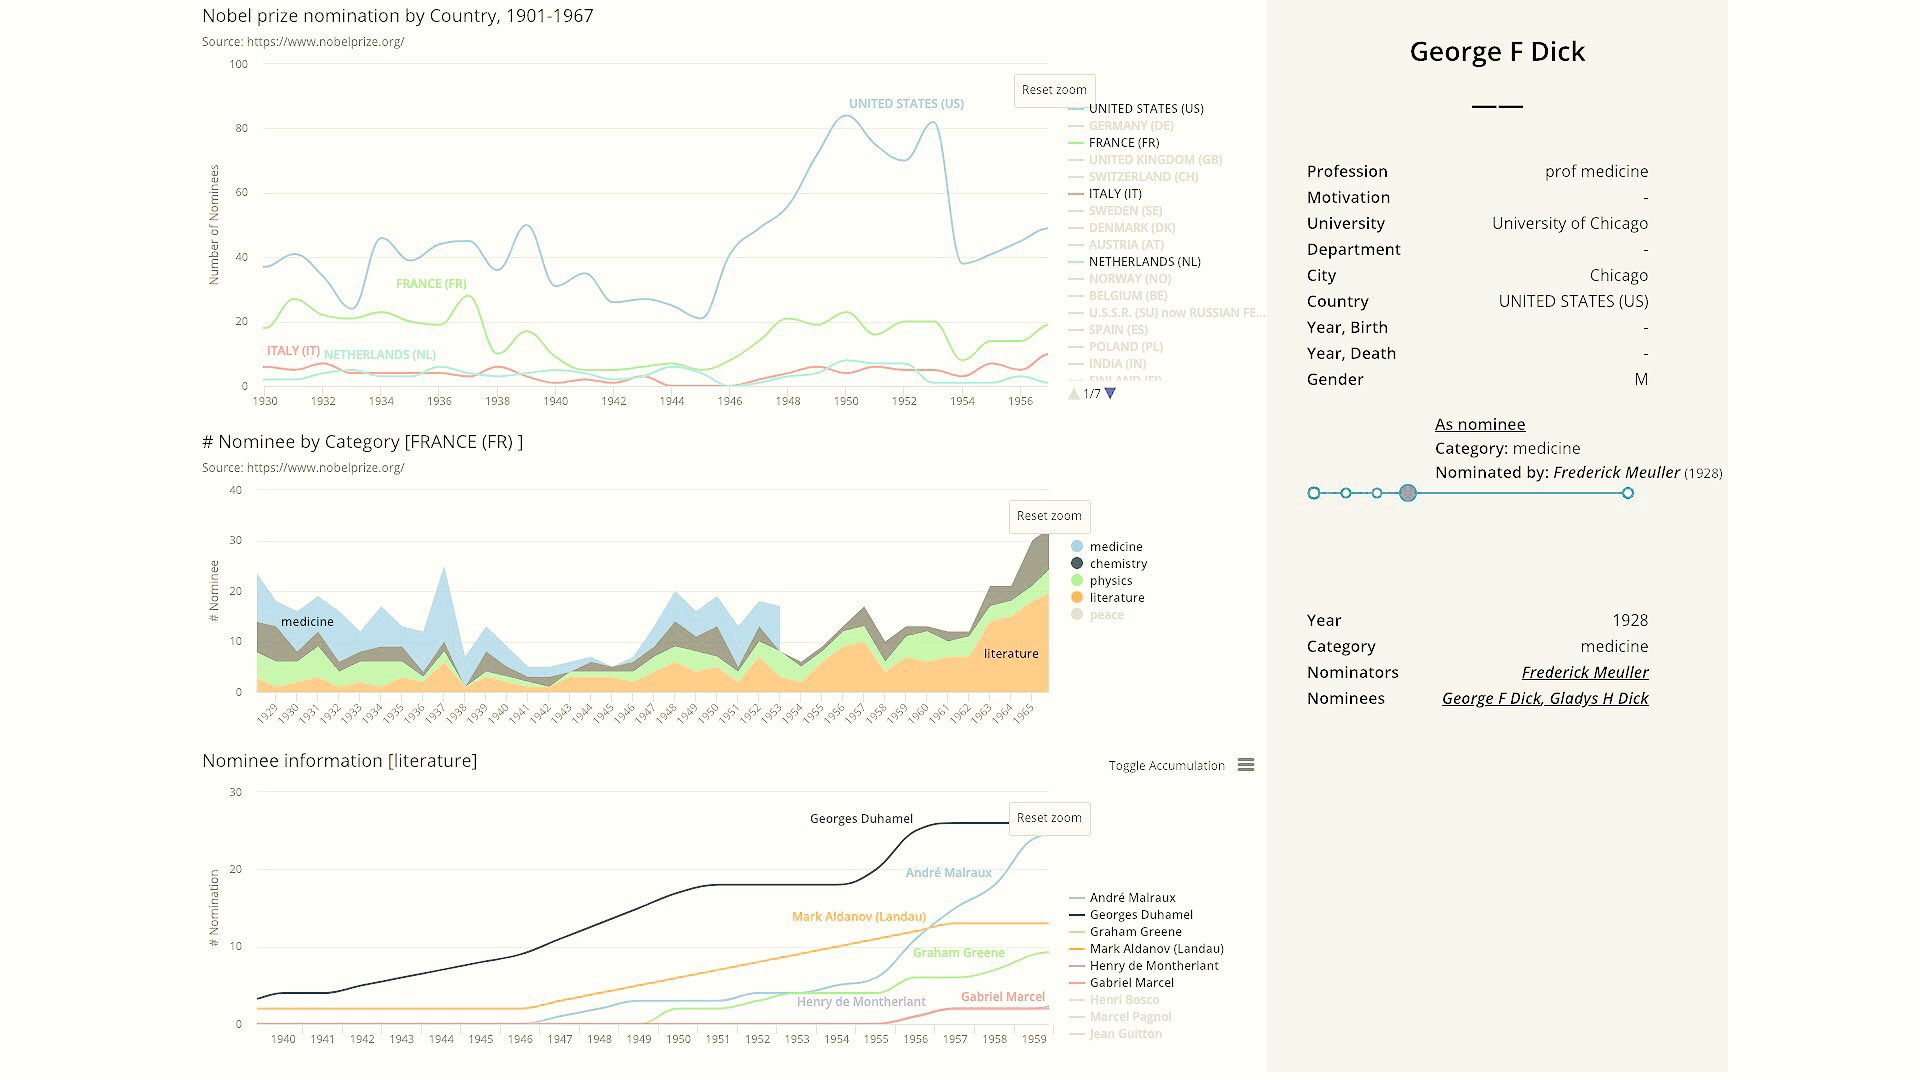 Nobel prize nomination by Country, 1901-1967
Source: https://www.nobelprize.org/
100
80
60
40
20
0
Number of Nominees
Reset zoom
UNITED STATES (US)
FRANCE (FR)
ITALY (IT)
NETHERLANDS (NL)
1930 1932 1934 1936 1938 1940 1942 1944 1946 1948 1950 1952 1954 1956
UNITED STATES (US)
GERMANY (DE)
FRANCE (FR)
UNITED KINGDOM (GB)
SWITZERLAND (CH)
ITALY (IT)
SWEDEN (SE)
DENMARK (DK)
AUSTRIA (AT)
NETHERLANDS (NL)
NORWAY (NO)
BELGIUM (BE)
U.S.S.R. (SU) now RUSSIAN FE...
SPAIN (ES)
POLAND (PL)
INDIA (IN)
FINLAND (FI)
1/7
# Nominee by Category [FRANCE (FR) ]
Source: https://www.nobelprize.org/
40
30
20
10
0
# Nominee
Reset zoom
medicine
literature
1929 1930 1931 1932 1933 1934 1935 1936 1937 1938 1939 1940 1941 1942 1943 1944 1945 1946 1947 1948 1949 1950 1951 1952 1953 1954 1955 1956 1957 1958 1959 1960 1961 1962 1963 1964 1965
medicine
chemistry
physics
literature
peace
Nominee information [literature]
Toggle Accumulation
30
20
10
0
# Nomination
Reset zoom
Georges Duhamel
André Malraux
Mark Aldanov (Landau)
Graham Greene
Henry de Montherlant
Gabriel Marcel
1940 1941 1942 1943 1944 1945 1946 1947 1948 1949 1950 1951 1952 1953 1954 1955 1956 1957 1958 1959
André Malraux
Georges Duhamel
Graham Greene
Mark Aldanov (Landau)
Henry de Montherlant
Gabriel Marcel
Henri Bosco
Marcel Pagnol
Jean Guitton
George F Dick
Profession prof medicine
Motivation -
University University of Chicago
Department -
City Chicago
Country UNITED STATES (US)
Year, Birth -
Year, Death -
Gender M
As nominee
Category: medicine
Nominated by: Frederick Meuller (1928)
Year 1928
Category medicine
Nominators Frederick Meuller
Nominees George F Dick, Gladys H Dick